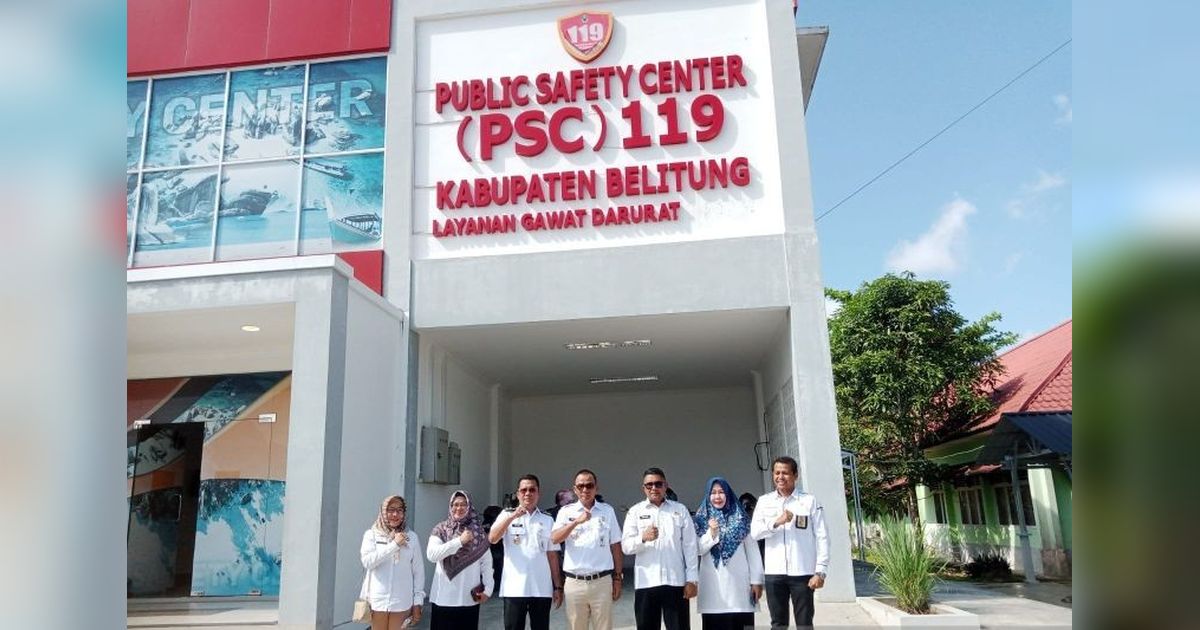 119
PUBLIC SAFETY CENTER
(PSC) 119
KABUPATEN BELITUNG
LAYANAN GAWAT DARURAT
Y CENTER